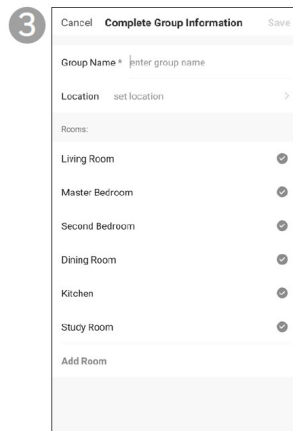 3
Cancel Complete Group Information Save
Group Name * enter group name
Location set location
Rooms:
Living Room
Master Bedroom
Second Bedroom
Dining Room
Kitchen
Study Room
Add Room